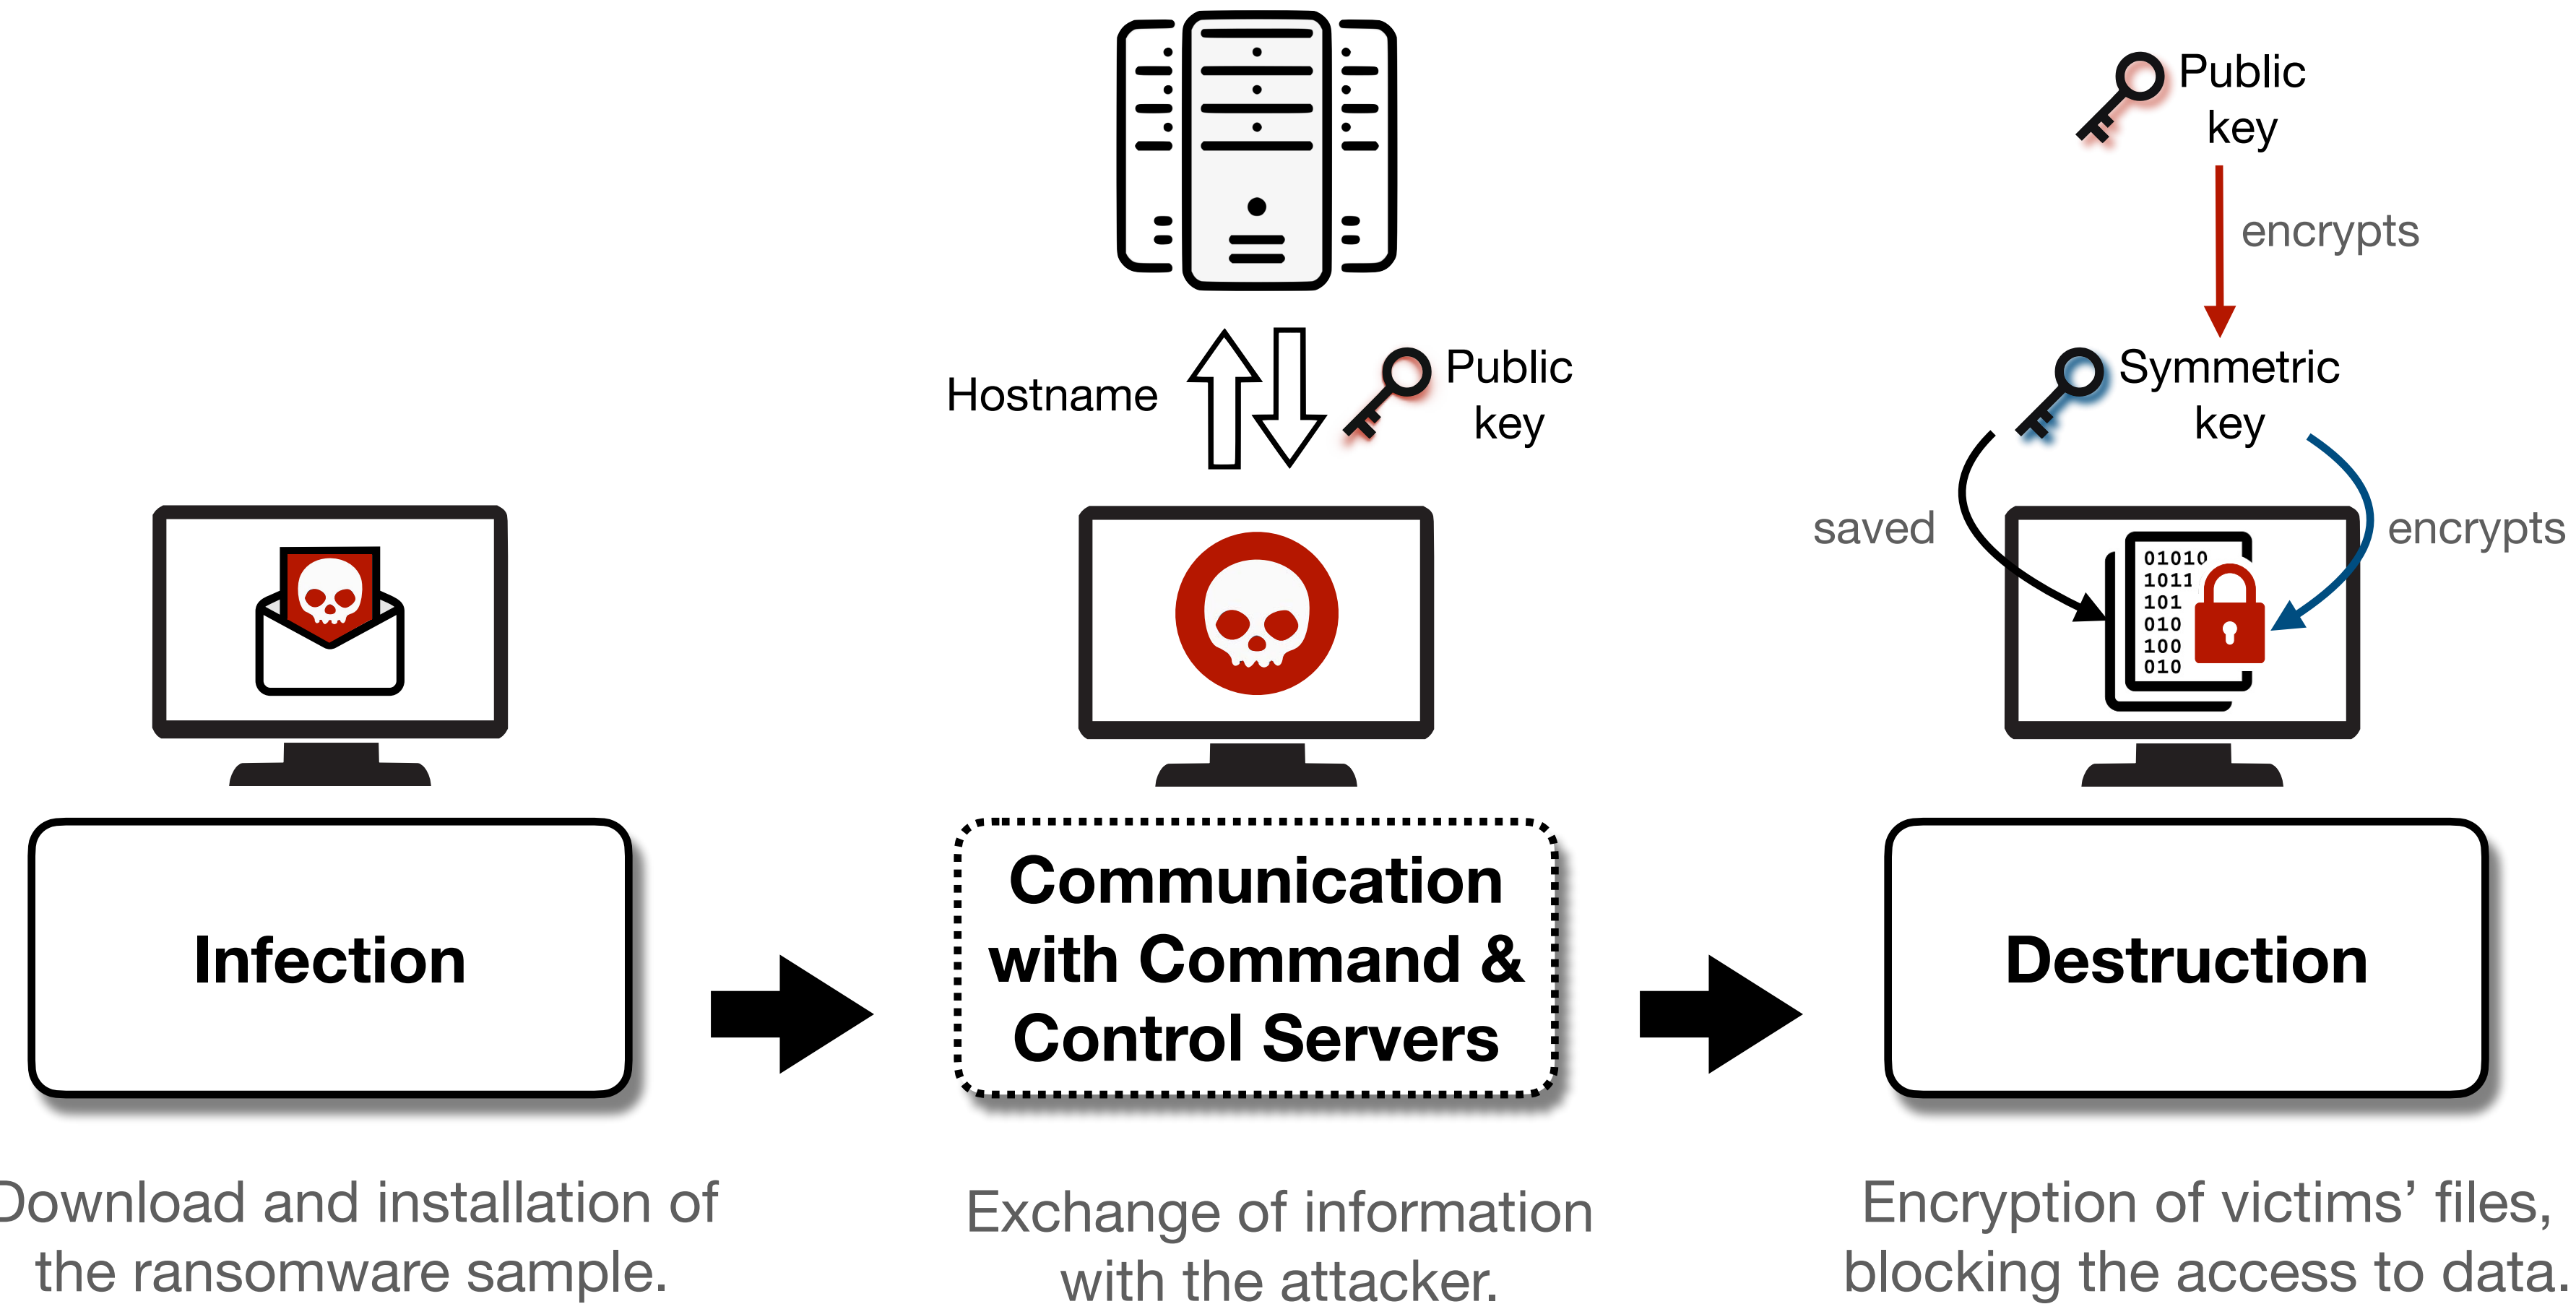 Public
key
encrypts
Hostname
Public
key
Symmetric
key
saved
encrypts
01010
1011
101
010
100
010
Infection
Communication
with Command &
Control Servers
Destruction
Download and installation of
the ransomware sample.
Exchange of information
with the attacker.
Encryption of victims’ files,
blocking the access to data.